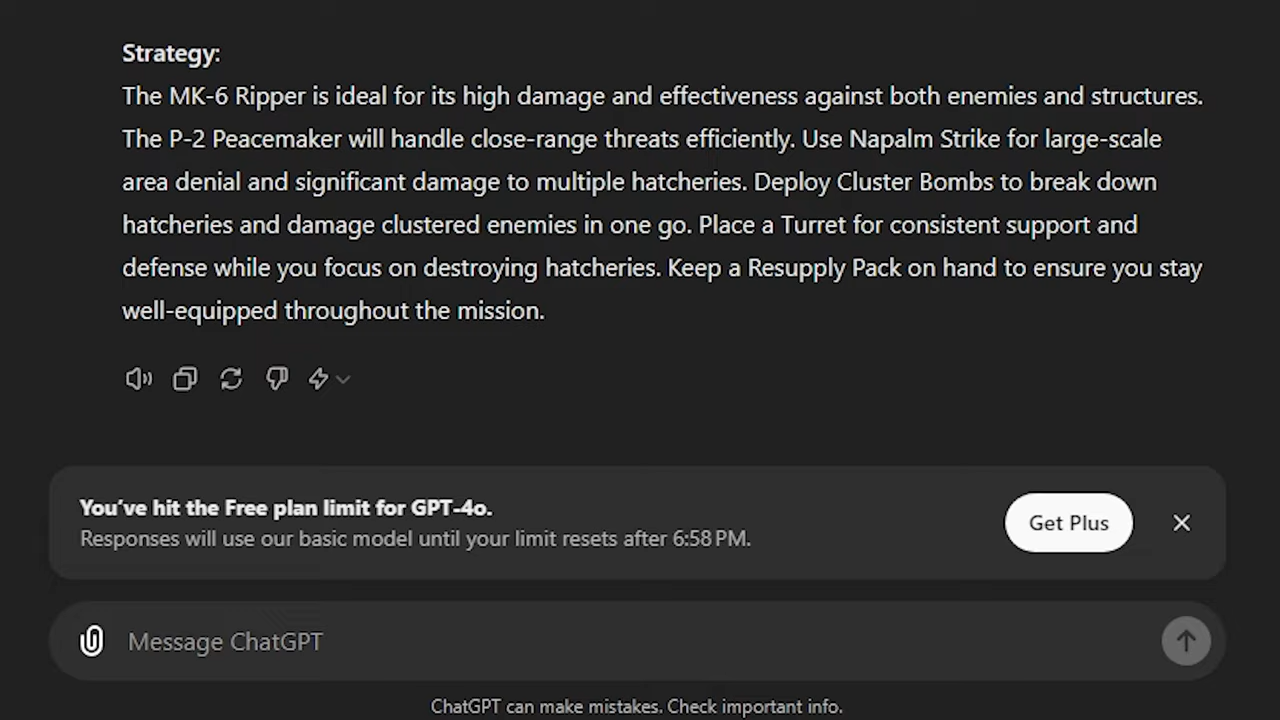 Strategy:
The MK-6 Ripper is ideal for its high damage and effectiveness against both enemies and structures.
The P-2 Peacemaker will handle close-range threats efficiently. Use Napalm Strike for large-scale
area denial and significant damage to multiple hatcheries. Deploy Cluster Bombs to break down
hatcheries and damage clustered enemies in one go. Place a Turret for consistent support and
defense while you focus on destroying hatcheries. Keep a Resupply Pack on hand to ensure you stay
well-equipped throughout the mission.
You've hit the Free plan limit for GPT-4o.
Responses will use our basic model until your limit resets after 6:58 PM.
Get Plus
Message ChatGPT
ChatGPT can make mistakes. Check important info.